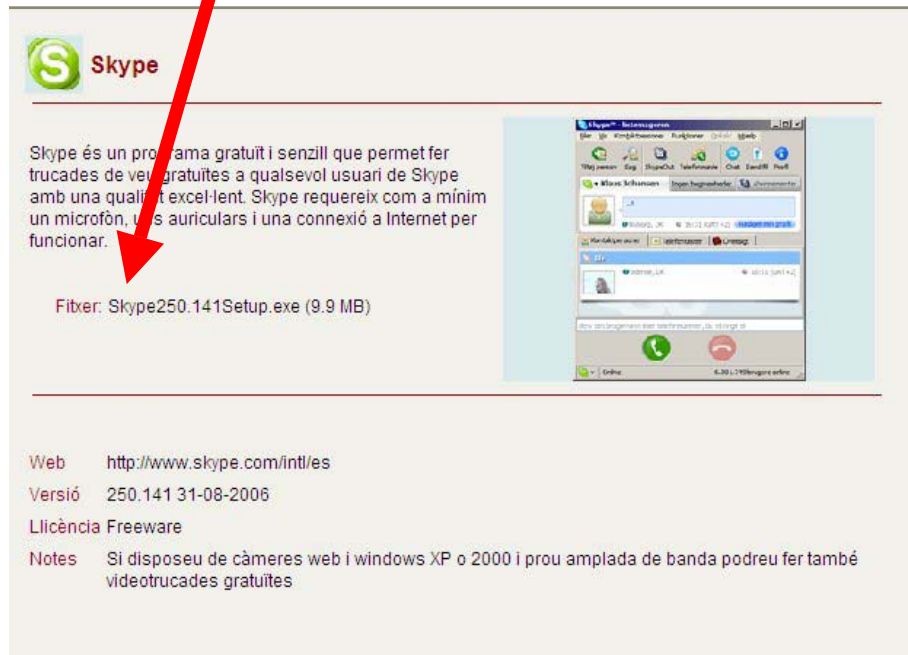 Skype
Skype és un programa gratuït i senzill que permet fer
trucades de veu gratuïtes a qualsevol usuari de Skype
amb una qualitat excel·lent. Skype requereix com a mínim
un microfòn, uns auriculars i una connexió a Internet per
funcionar.
Fitxer: Skype250.141Setup.exe (9.9 MB)
Web http://www.skype.com/intl/es
Versió 250.141 31-08-2006
Llicència Freeware
Notes Si disposeu de càmeres web i windows XP o 2000 i prou amplada de banda podreu fer també
videotrucades gratuïtes